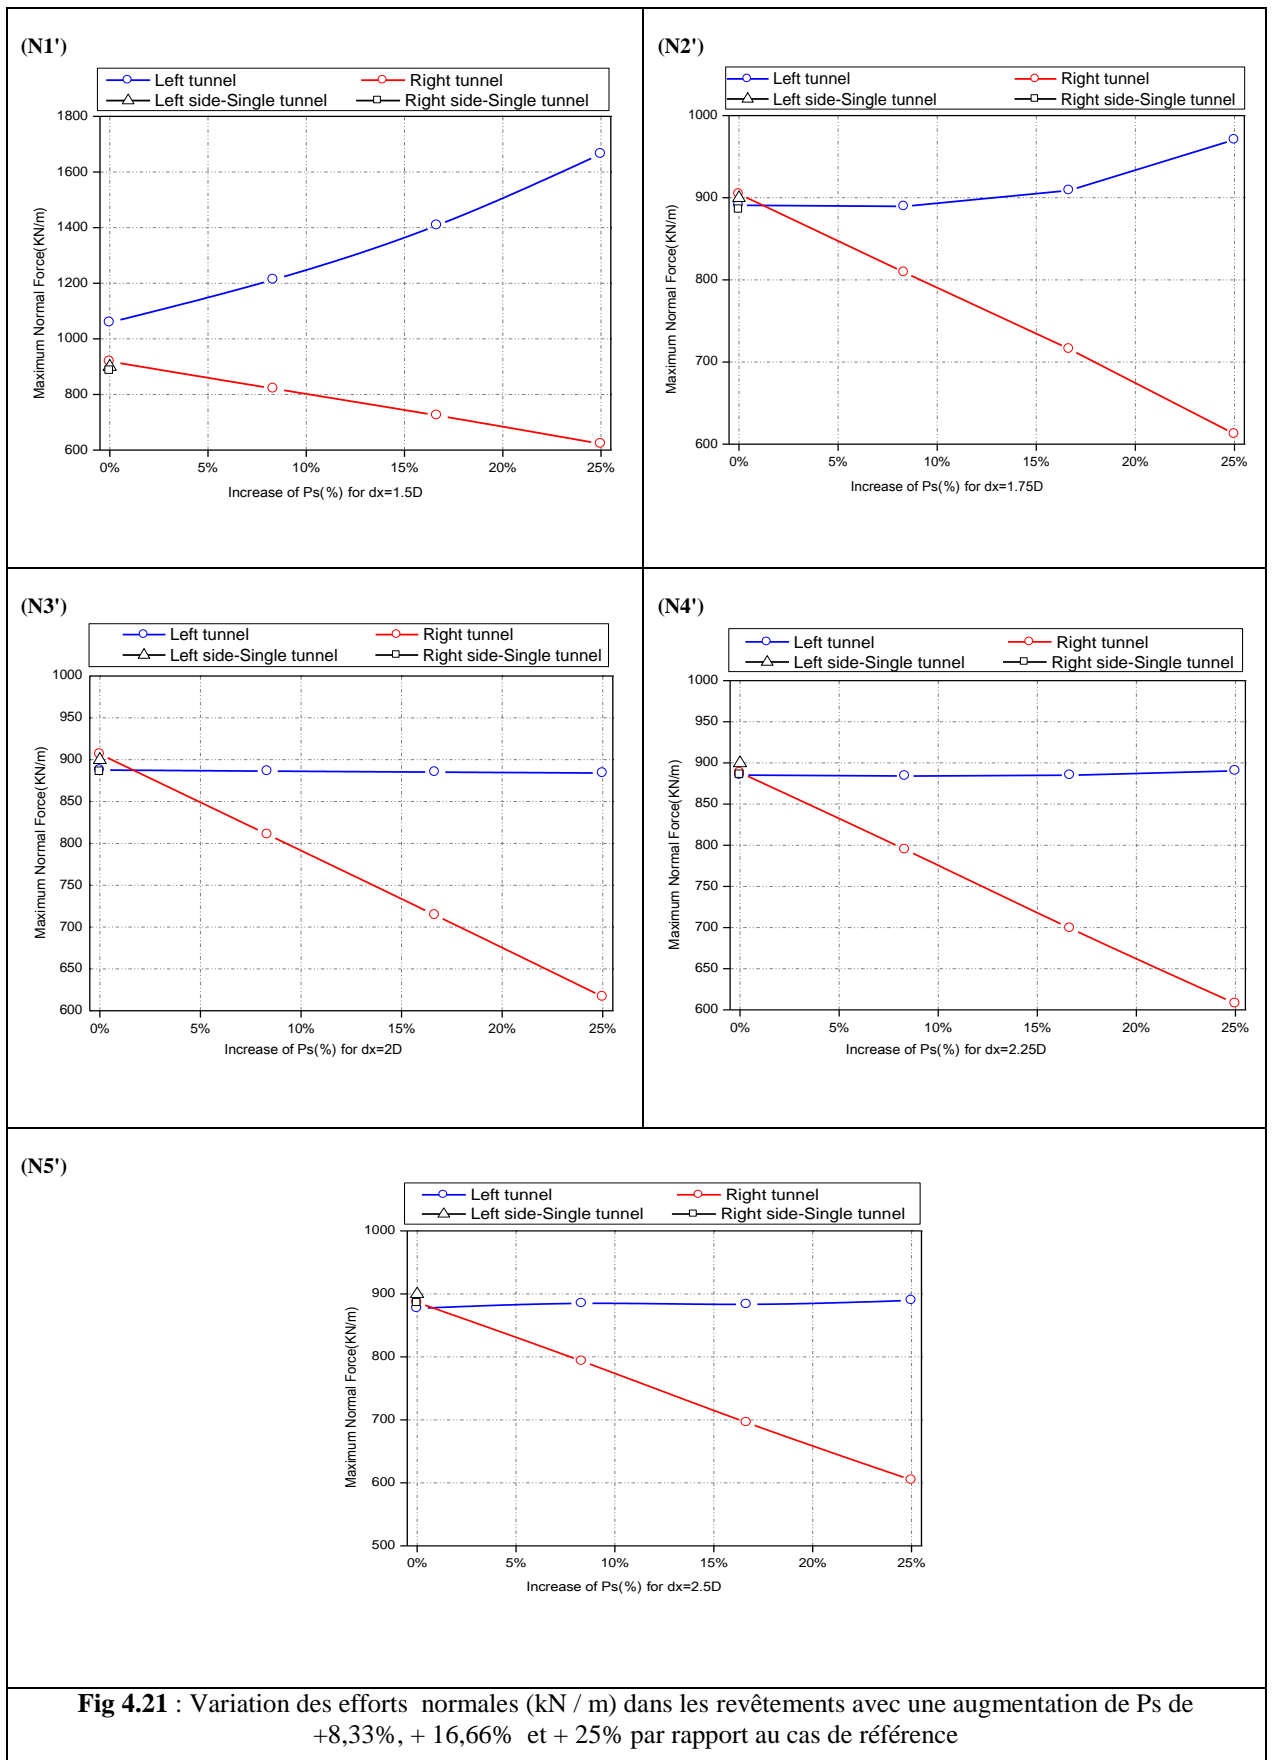 (N1')
Left tunnel Right tunnel
Left side-Single tunnel Right side-Single tunnel
1800
1600
1400
1200
1000
800
600
Maximum Normal Force(KN/m)
0% 5% 10% 15% 20% 25%
Increase of Ps(%) for dx=1.5D
(N2')
Left tunnel Right tunnel
Left side-Single tunnel Right side-Single tunnel
1000
900
800
700
600
Maximum Normal Force(KN/m)
0% 5% 10% 15% 20% 25%
Increase of Ps(%) for dx=1.75D
(N3')
Left tunnel Right tunnel
Left side-Single tunnel Right side-Single tunnel
1000
950
900
850
800
750
700
650
600
Maximum Normal Force(KN/m)
0% 5% 10% 15% 20% 25%
Increase of Ps(%) for dx=2D
(N4')
Left tunnel Right tunnel
Left side-Single tunnel Right side-Single tunnel
1000
950
900
850
800
750
700
650
600
Maximum Normal Force(KN/m)
0% 5% 10% 15% 20% 25%
Increase of Ps(%) for dx=2.25D
(N5')
Left tunnel Right tunnel
Left side-Single tunnel Right side-Single tunnel
1000
900
800
700
600
500
Maximum Normal Force(KN/m)
0% 5% 10% 15% 20% 25%
Increase of Ps(%) for dx=2.5D
Fig 4.21 : Variation des efforts normales (kN / m) dans les revêtements avec une augmentation de Ps de
+8,33%, + 16,66% et + 25% par rapport au cas de référence